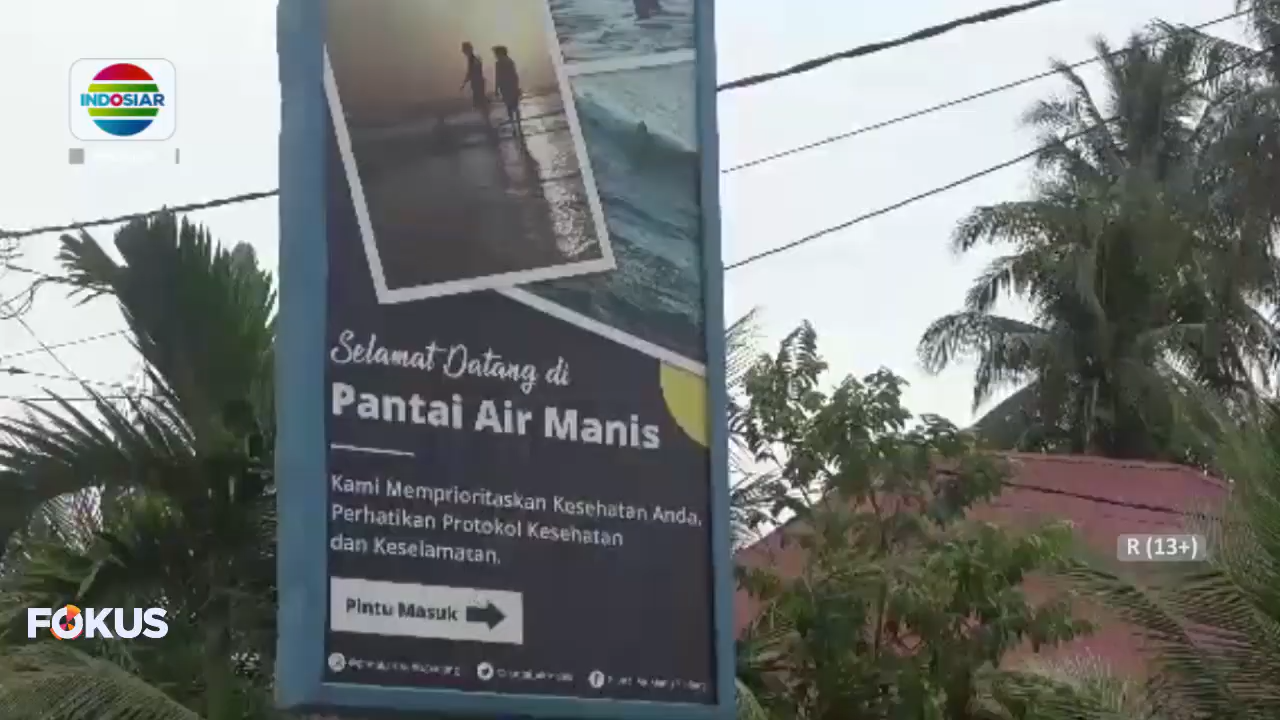 INDOSIAR
Selamat Datang di
Pantai Air Manis
Kami Memprioritaskan Kesehatan Anda,
Perhatikan Protokol Kesehatan
dan Keselamatan.
Pintu Masuk
R (13+)
FOKUS